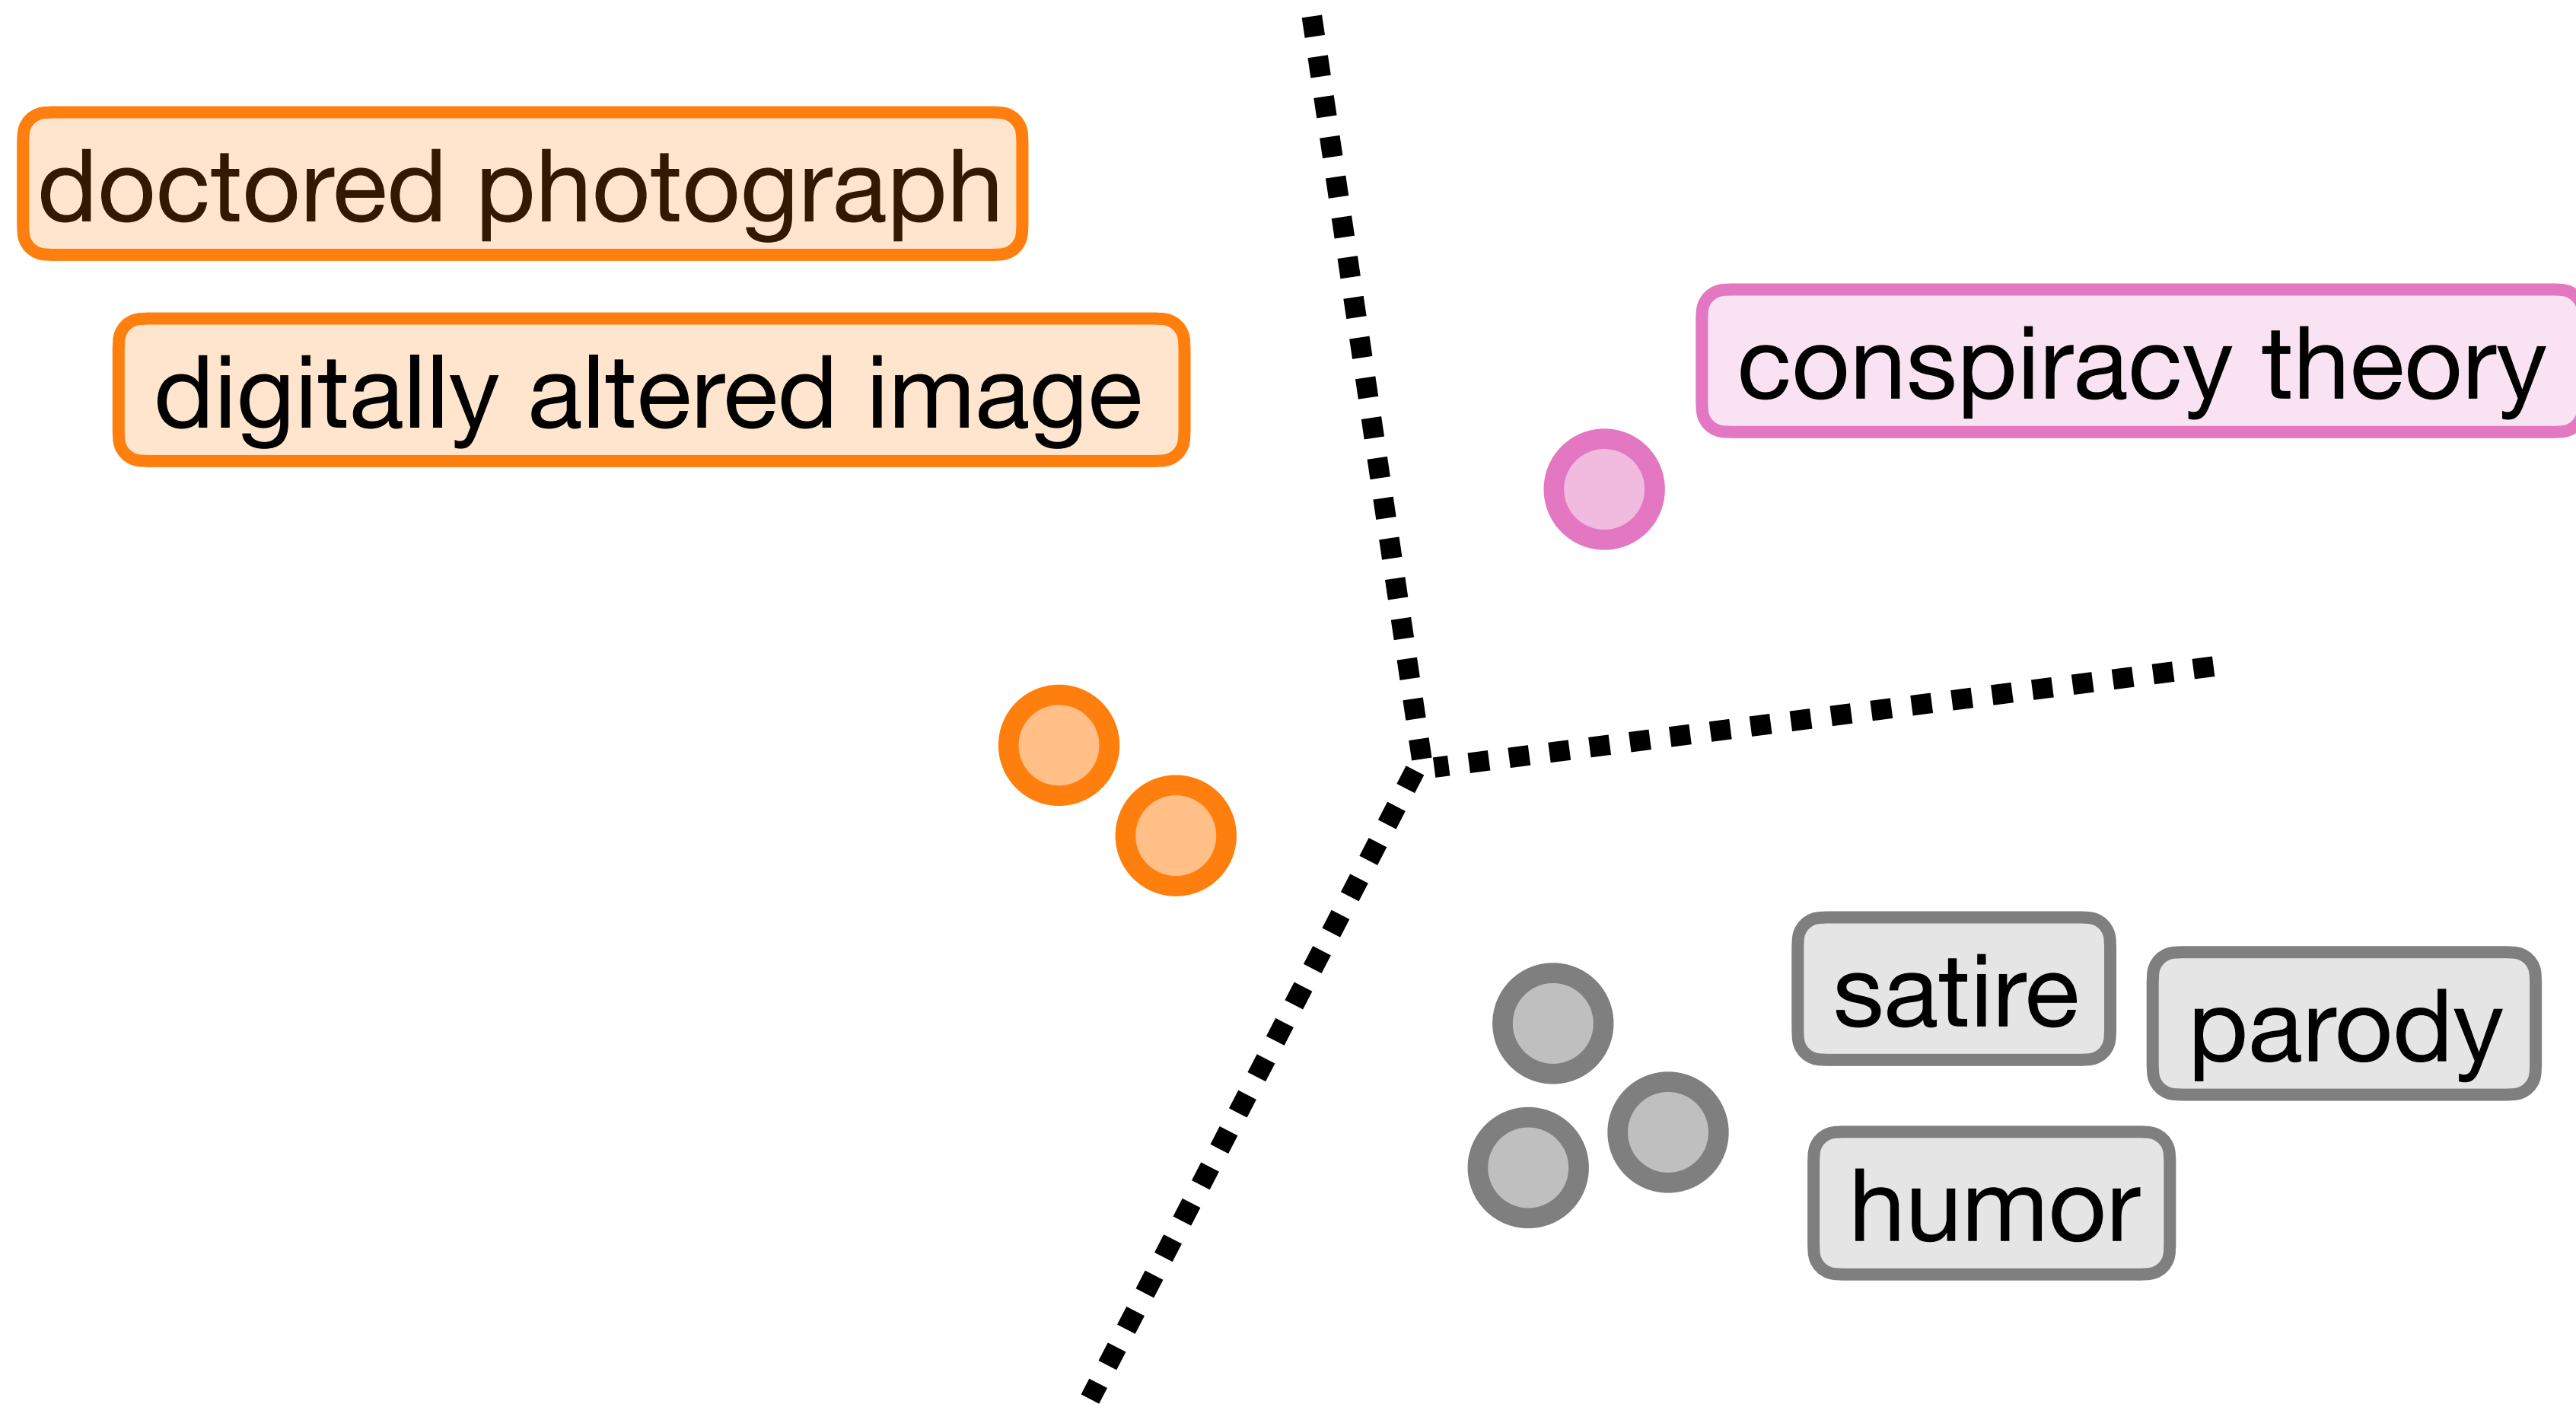 doctored photograph
digitally altered image
conspiracy theory
satire
parody
humor